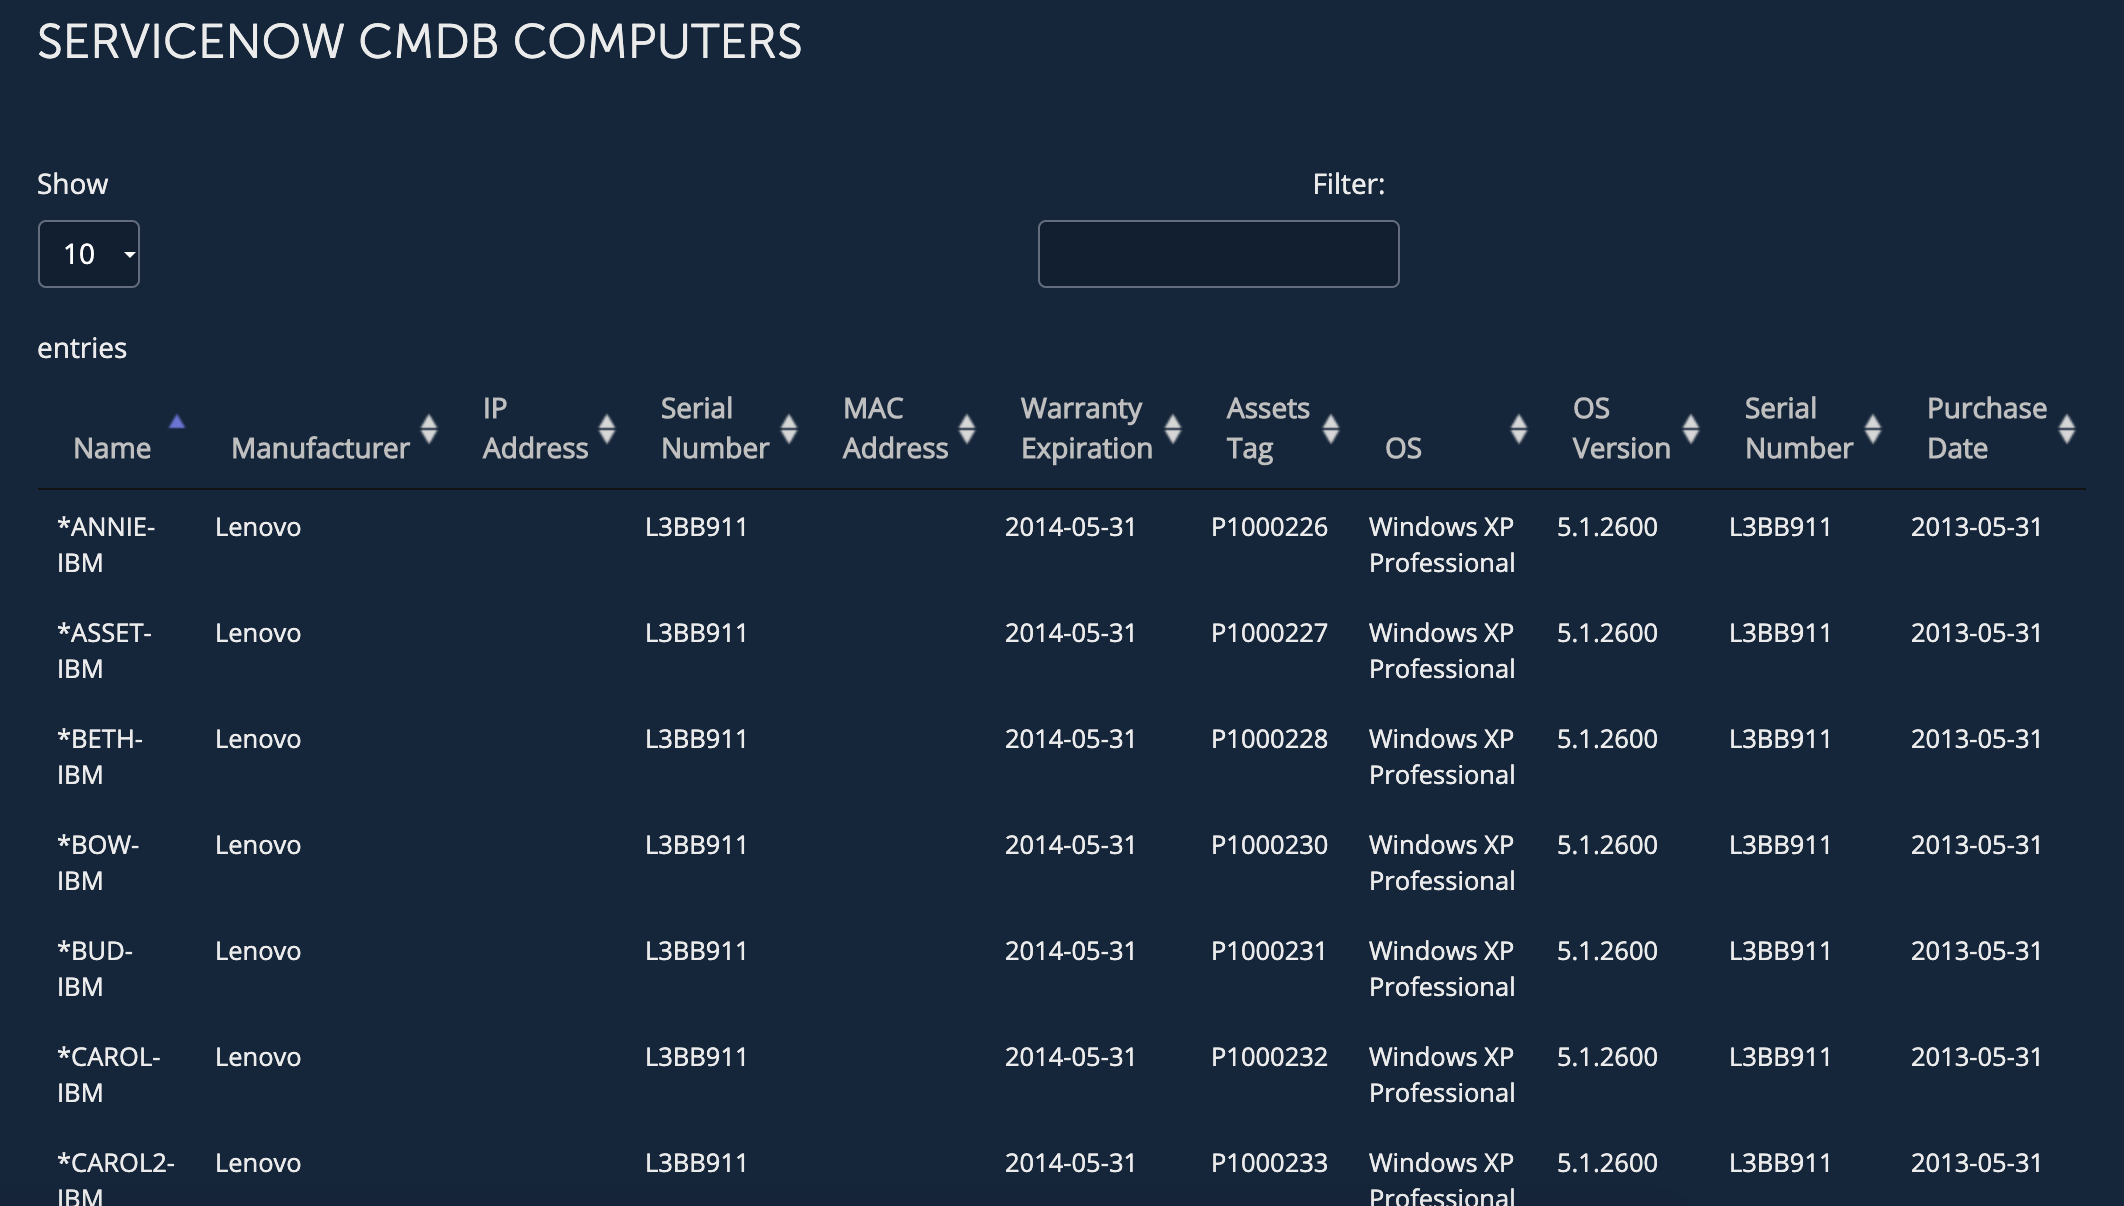 SERVICENOW CMDB COMPUTERS
Show
Filter:
10
entries
Name Manufacturer IP Address Serial Number MAC Address Warranty Expiration Assets Tag OS OS Version Serial Number Purchase Date
*ANNIE-IBM Lenovo L3BB911 2014-05-31 P1000226 Windows XP Professional 5.1.2600 L3BB911 2013-05-31
*ASSET-IBM Lenovo L3BB911 2014-05-31 P1000227 Windows XP Professional 5.1.2600 L3BB911 2013-05-31
*BETH-IBM Lenovo L3BB911 2014-05-31 P1000228 Windows XP Professional 5.1.2600 L3BB911 2013-05-31
*BOW-IBM Lenovo L3BB911 2014-05-31 P1000230 Windows XP Professional 5.1.2600 L3BB911 2013-05-31
*BUD-IBM Lenovo L3BB911 2014-05-31 P1000231 Windows XP Professional 5.1.2600 L3BB911 2013-05-31
*CAROL-IBM Lenovo L3BB911 2014-05-31 P1000232 Windows XP Professional 5.1.2600 L3BB911 2013-05-31
*CAROL2-IBM Lenovo L3BB911 2014-05-31 P1000233 Windows XP Professional 5.1.2600 L3BB911 2013-05-31